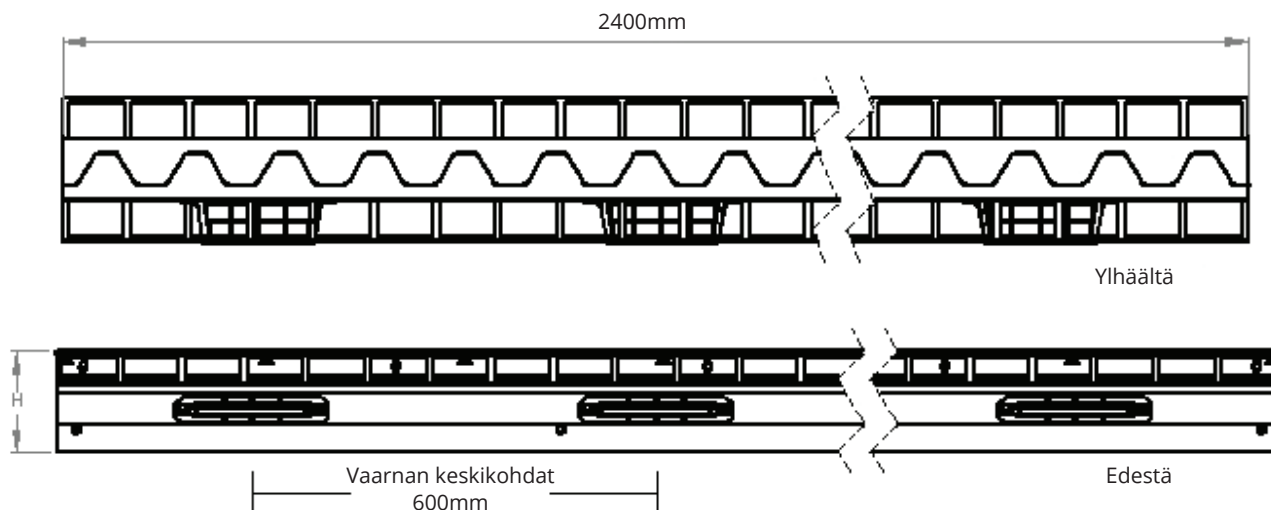 2400mm
Ylhäältä
H
Vaarnan keskikohdat
600mm
Edestä